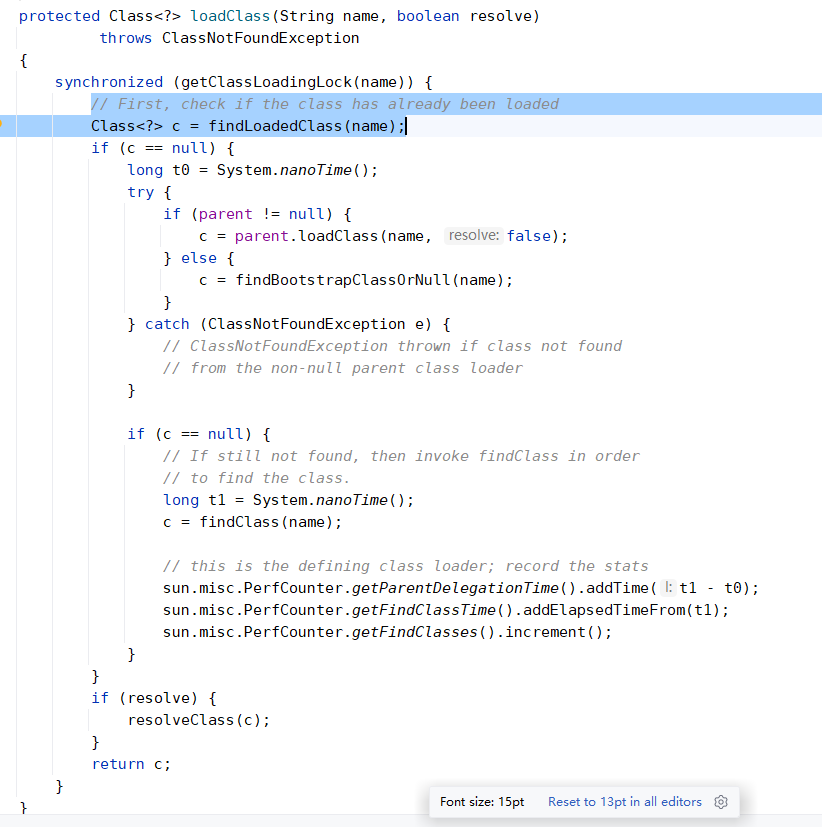 protected Class<?> loadClass(String name, boolean resolve)
        throws ClassNotFoundException
{
    synchronized (getClassLoadingLock(name)) {
        // First, check if the class has already been loaded
        Class<?> c = findLoadedClass(name);
        if (c == null) {
            long t0 = System.nanoTime();
            try {
                if (parent != null) {
                    c = parent.loadClass(name, resolve: false);
                } else {
                    c = findBootstrapClassOrNull(name);
                }
            } catch (ClassNotFoundException e) {
                // ClassNotFoundException thrown if class not found
                // from the non-null parent class loader
            }

            if (c == null) {
                // If still not found, then invoke findClass in order
                // to find the class.
                long t1 = System.nanoTime();
                c = findClass(name);

                // this is the defining class loader; record the stats
                sun.misc.PerfCounter.getParentDelegationTime().addTime( l: t1 - t0);
                sun.misc.PerfCounter.getFindClassTime().addElapsedTimeFrom(t1);
                sun.misc.PerfCounter.getFindClasses().increment();
            }
        }
        if (resolve) {
            resolveClass(c);
        }
        return c;
    }
}
Font size: 15pt Reset to 13pt in all editors